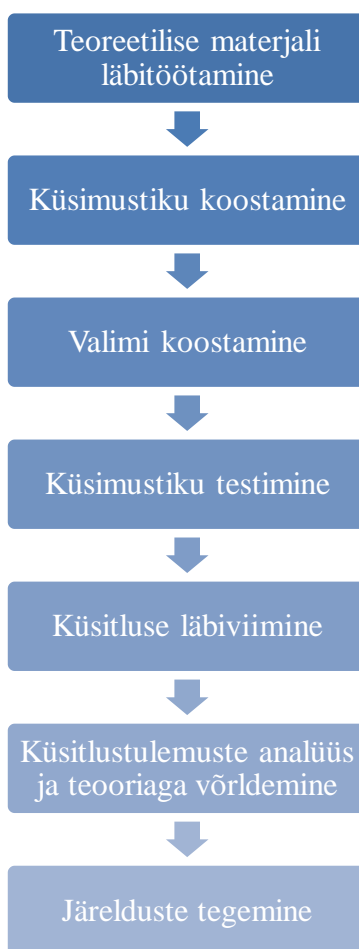 Teoreetilise materjali
läbitöötamine
Küsimustiku koostamine
Valimi koostamine
Küsimustiku testimine
Küsitluse läbiviimine
Küsitlustulemuste analüüs
ja teooriaga võrldemine
Järelduste tegemine